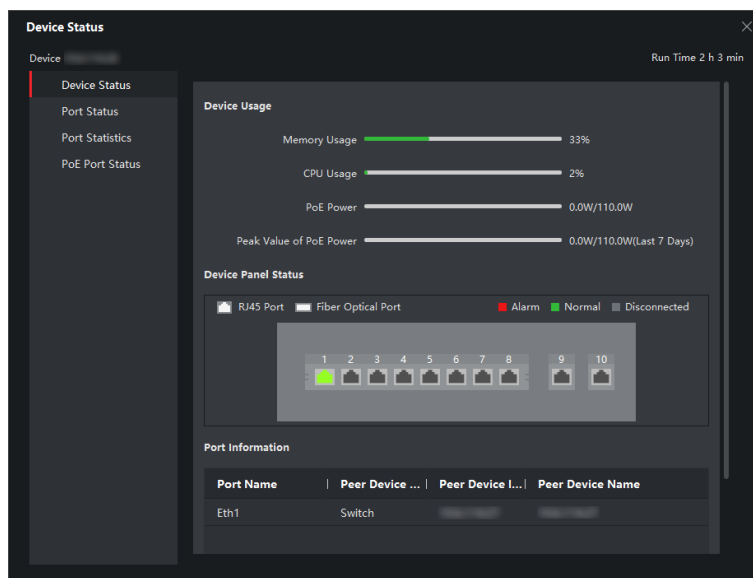 Device Status
Device
Run Time 2 h 3 min
Device Status
Port Status
Port Statistics
PoE Port Status
Device Usage
Memory Usage 33%
CPU Usage 2%
PoE Power 0.0W/110.0W
Peak Value of PoE Power 0.0W/110.0W(Last 7 Days)
Device Panel Status
RJ45 Port Fiber Optical Port Alarm Normal Disconnected
1 2 3 4 5 6 7 8 9 10
Port Information
Port Name Peer Device ... Peer Device I... Peer Device Name
Eth1 Switch